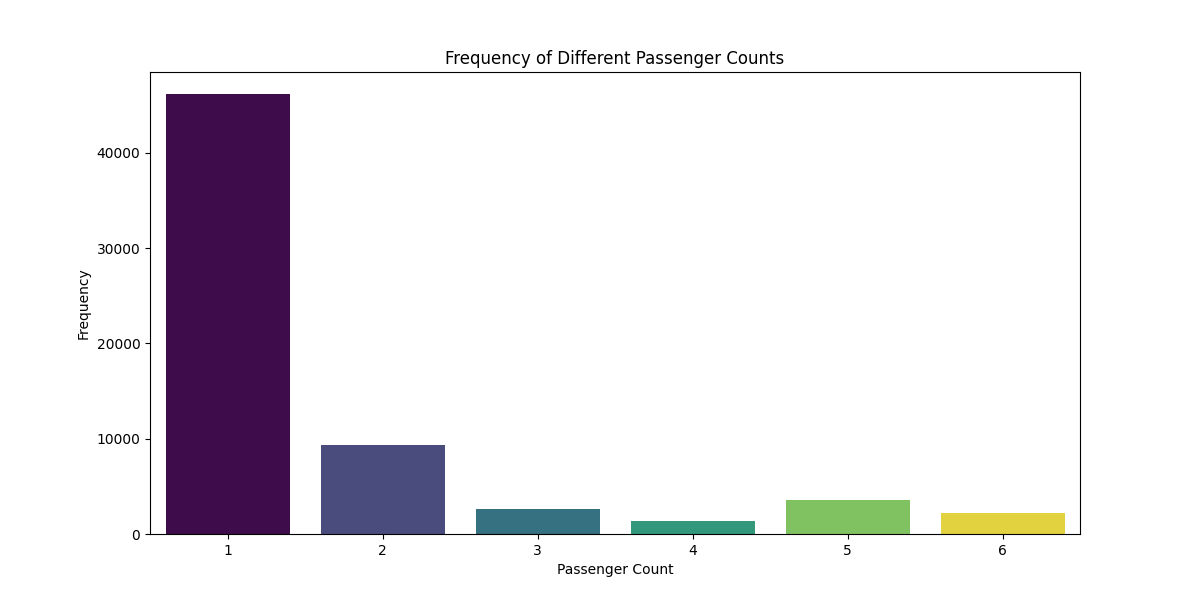 Frequency of Different Passenger Counts
40000
30000
20000
10000
0
Frequency
1 2 3 4 5 6
Passenger Count